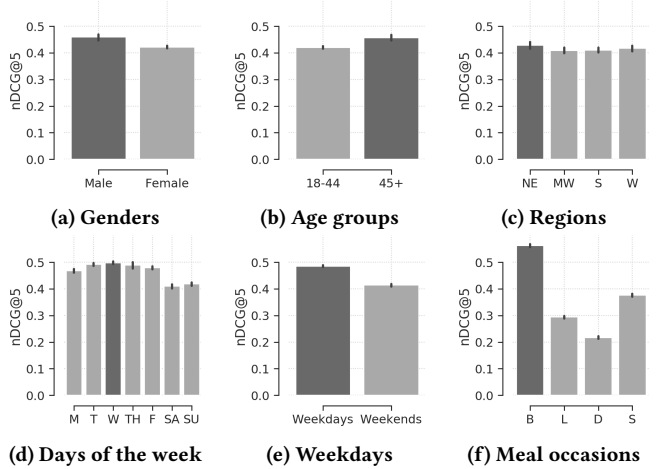 nDCG@5
0.5
0.4
0.3
0.2
0.1
0.0
Male Female
(a) Genders
nDCG@5
0.5
0.4
0.3
0.2
0.1
0.0
18-44 45+
(b) Age groups
nDCG@5
0.5
0.4
0.3
0.2
0.1
0.0
NE MW S W
(c) Regions
nDCG@5
0.5
0.4
0.3
0.2
0.1
0.0
M T W TH F SA SU
(d) Days of the week
nDCG@5
0.5
0.4
0.3
0.2
0.1
0.0
Weekdays Weekends
(e) Weekdays
nDCG@5
0.5
0.4
0.3
0.2
0.1
0.0
B L D S
(f) Meal occasions